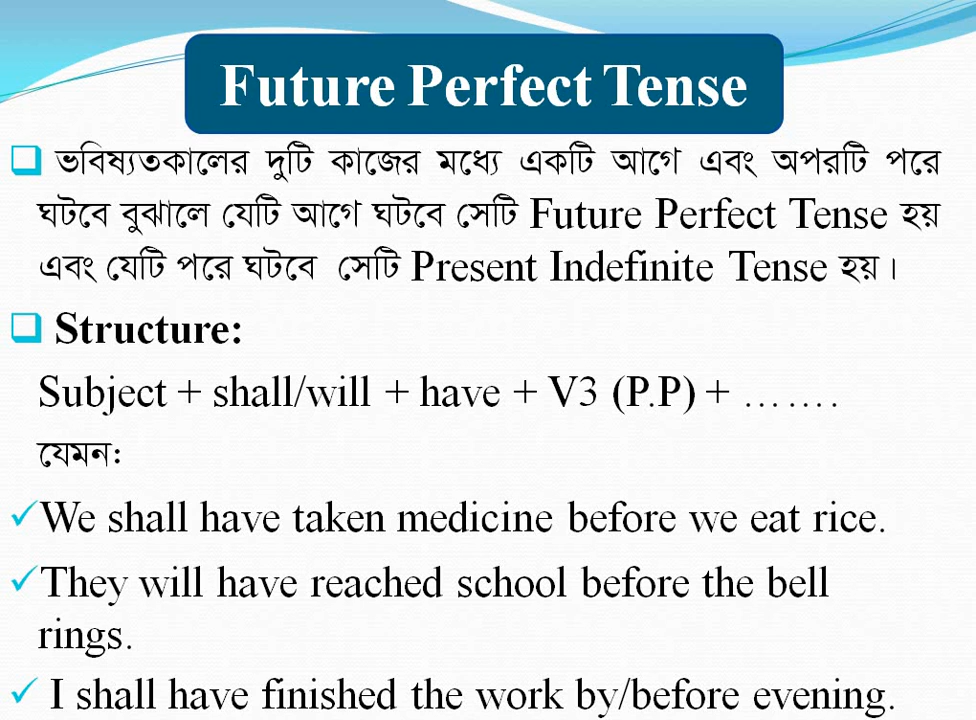 Future Perfect Tense
❑ ভবিষ্যতকালের দুটি কাজের মধ্যে একটি আগে এবং অপরটি পরে
ঘটবে বুঝালে যেটি আগে ঘটবে সেটি Future Perfect Tense হয়
এবং যেটি পরে ঘটবে সেটি Present Indefinite Tense হয়।
❑ Structure:
Subject + shall/will + have + V3 (P.P) + …….
যেমন:
✓We shall have taken medicine before we eat rice.
✓They will have reached school before the bell
rings.
✓ I shall have finished the work by/before evening.